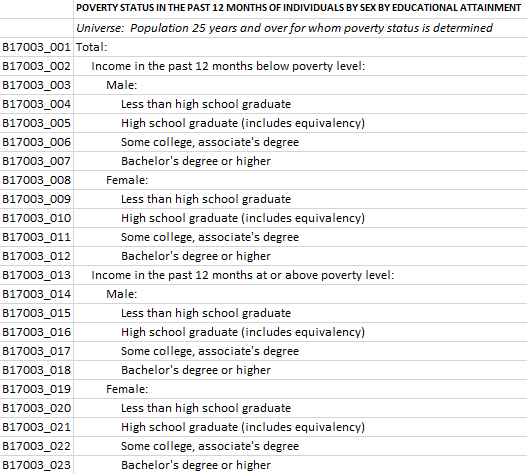 POVERTY STATUS IN THE PAST 12 MONTHS OF INDIVIDUALS BY SEX BY EDUCATIONAL ATTAINMENT
Universe:  Population 25 years and over for whom poverty status is determined
B17003_001 Total:
B17003_002 Income in the past 12 months below poverty level:
B17003_003 Male:
B17003_004 Less than high school graduate
B17003_005 High school graduate (includes equivalency)
B17003_006 Some college, associate's degree
B17003_007 Bachelor's degree or higher
B17003_008 Female:
B17003_009 Less than high school graduate
B17003_010 High school graduate (includes equivalency)
B17003_011 Some college, associate's degree
B17003_012 Bachelor's degree or higher
B17003_013 Income in the past 12 months at or above poverty level:
B17003_014 Male:
B17003_015 Less than high school graduate
B17003_016 High school graduate (includes equivalency)
B17003_017 Some college, associate's degree
B17003_018 Bachelor's degree or higher
B17003_019 Female:
B17003_020 Less than high school graduate
B17003_021 High school graduate (includes equivalency)
B17003_022 Some college, associate's degree
B17003_023 Bachelor's degree or higher